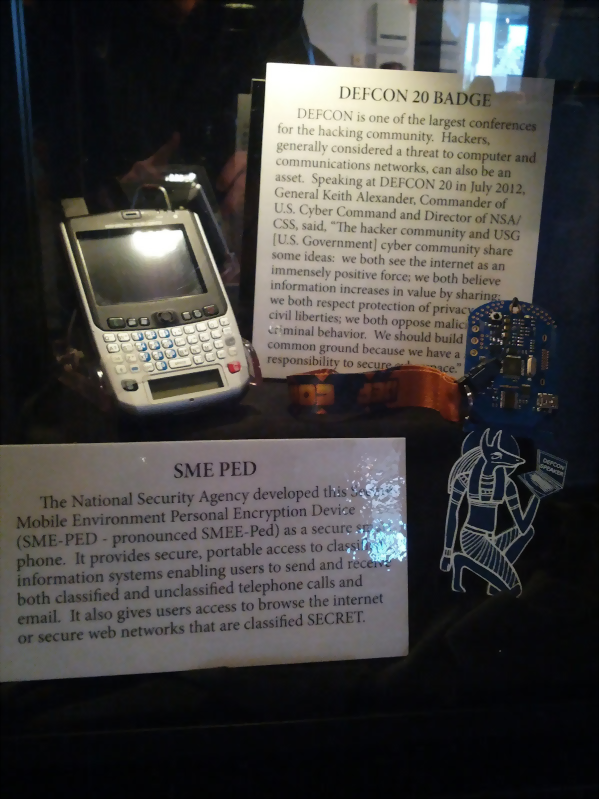 DEFCON 20 BADGE
DEFCON is one of the largest conferences
for the hacking community. Hackers,
generally considered a threat to computer and
communications networks, can also be an
asset. Speaking at DEFCON 20 in July 2012,
General Keith Alexander, Commander of
U.S. Cyber Command and Director of NSA/
CSS, said, "The hacker community and USG
[U.S. Government] cyber community share
some ideas: we both see the internet as an
immensely positive force; we both believe
information increases in value by sharing;
we both respect protection of privacy
civil liberties; we both oppose malici
criminal behavior. We should build
common ground because we have a
responsibility to secure
DEFCON
SPEAKER
SME PED
The National Security Agency developed this
Mobile Environment Personal Encryption Device
(SME-PED - pronounced SMEE-Ped) as a secure
phone. It provides secure, portable access to
information systems enabling users to send and receive
both classified and unclassified telephone calls and
email. It also gives users access to browse the internet
or secure web networks that are classified SECRET.